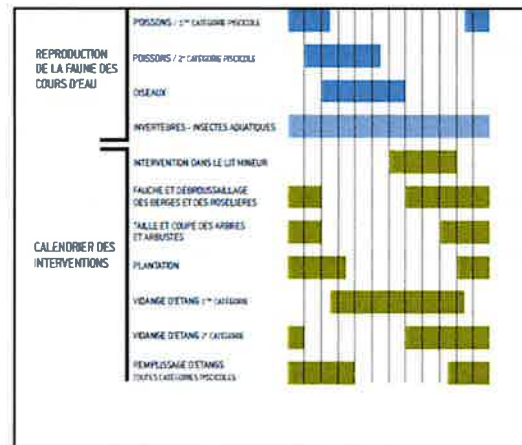 POISSONS / 1ère CATÉGORIE PISCICOLE
REPRODUCTION
DE LA FAUNE DES
COURS D'EAU
POISSONS / 2e CATÉGORIE PISCICOLE
OISEAUX
INVERTÉBRÉS - INSECTES AQUATIQUES
INTERVENTION DANS LE LIT MINEUR
FAUCHE ET DÉBROUSSAILLAGE
DES BERGES ET DES ROSELIÈRES
TAILLE ET COUPE DES ARBRES
ET ARBUSTES
CALENDRIER DES
INTERVENTIONS
PLANTATION
VIDANGE D'ÉTANG 1ère CATÉGORIE
VIDANGE D'ÉTANG 2e CATÉGORIE
REMPLISSAGE D'ÉTANGS
TOUTES CATÉGORIES PISCICOLES